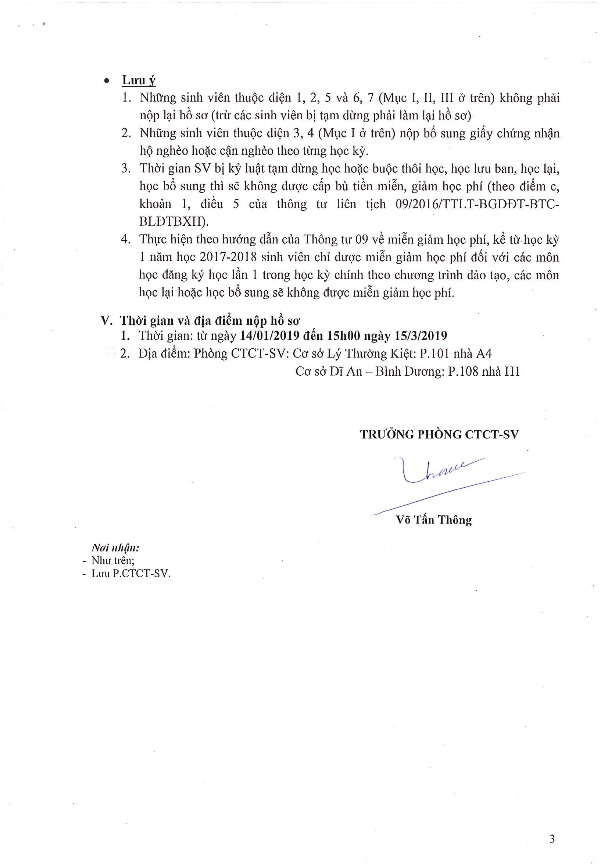 • Lưu ý
1. Những sinh viên thuộc diện 1, 2, 5 và 6, 7 (Mục I, II, III ở trên) không phải
nộp lại hồ sơ (trừ các sinh viên bị tạm dừng phải làm lại hồ sơ)
2. Những sinh viên thuộc diện 3, 4 (Mục I ở trên) nộp bổ sung giấy chứng nhận
hộ nghèo hoặc cận nghèo theo từng học kỳ.
3. Thời gian SV bị kỷ luật tạm dừng học hoặc buộc thôi học, học lưu ban, học lại,
học bổ sung thì sẽ không được cấp bù tiền miễn, giảm học phí (theo điểm c,
khoản 1, điều 5 của thông tư liên tịch 09/2016/TTLT-BGDĐT-BTC-
BLĐTBXH).
4. Thực hiện theo hướng dẫn của Thông tư 09 về miễn giảm học phí, kể từ học kỳ
1 năm học 2017-2018 sinh viên chỉ được miễn giảm học phí đối với các môn
học đăng ký học lần 1 trong học kỳ chính theo chương trình đào tạo, các môn
học lại hoặc học bổ sung sẽ không được miễn giảm học phí.
V. Thời gian và địa điểm nộp hồ sơ
1. Thời gian: từ ngày 14/01/2019 đến 15h00 ngày 15/3/2019
2. Địa điểm: Phòng CTCT-SV: Cơ sở Lý Thường Kiệt: P.101 nhà A4
Cơ sở Dĩ An – Bình Dương: P.108 nhà H1
TRƯỞNG PHÒNG CTCT-SV
Võ Tấn Thông
Nơi nhận:
- Như trên;
- Lưu P.CTCT-SV.
3